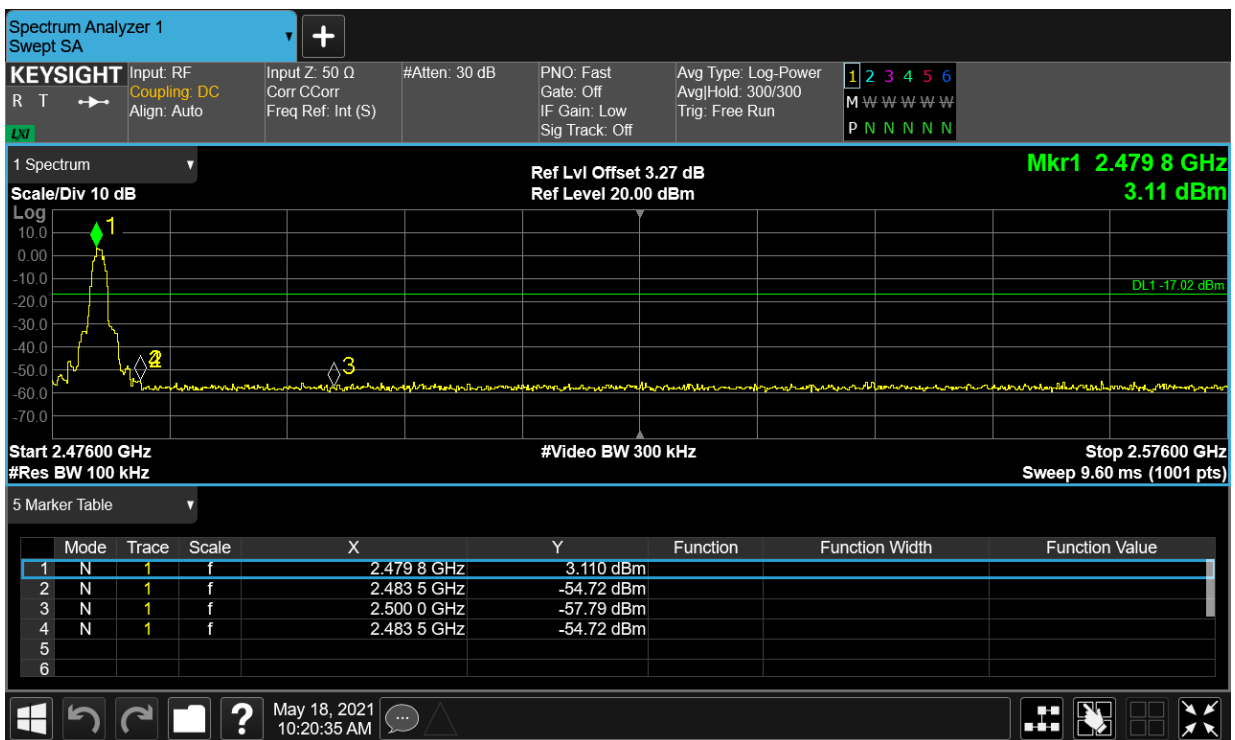 Spectrum Analyzer 1
Swept SA
+
KEYSIGHT
R T
LXI
Input: RF
Coupling: DC
Align: Auto
Input Z: 50 Ω
Corr CCorr
Freq Ref: Int (S)
#Atten: 30 dB
PNO: Fast
Gate: Off
IF Gain: Low
Sig Track: Off
Avg Type: Log-Power
Avg|Hold: 300/300
Trig: Free Run
1 2 3 4 5 6
M W W W W W
P N N N N N
1 Spectrum
Scale/Div 10 dB
Ref Lvl Offset 3.27 dB
Ref Level 20.00 dBm
Mkr1 2.479 8 GHz
3.11 dBm
Log
10.0
0.00
-10.0
-20.0
-30.0
-40.0
-50.0
-60.0
-70.0
1
DL1 -17.02 dBm
2
4
3
Start 2.47600 GHz
#Video BW 300 kHz
Stop 2.57600 GHz
#Res BW 100 kHz
Sweep 9.60 ms (1001 pts)
5 Marker Table
Mode Trace Scale X Y Function Function Width Function Value
1 N 1 f 2.479 8 GHz 3.110 dBm
2 N 1 f 2.483 5 GHz -54.72 dBm
3 N 1 f 2.500 0 GHz -57.79 dBm
4 N 1 f 2.483 5 GHz -54.72 dBm
5
6
?
May 18, 2021
10:20:35 AM